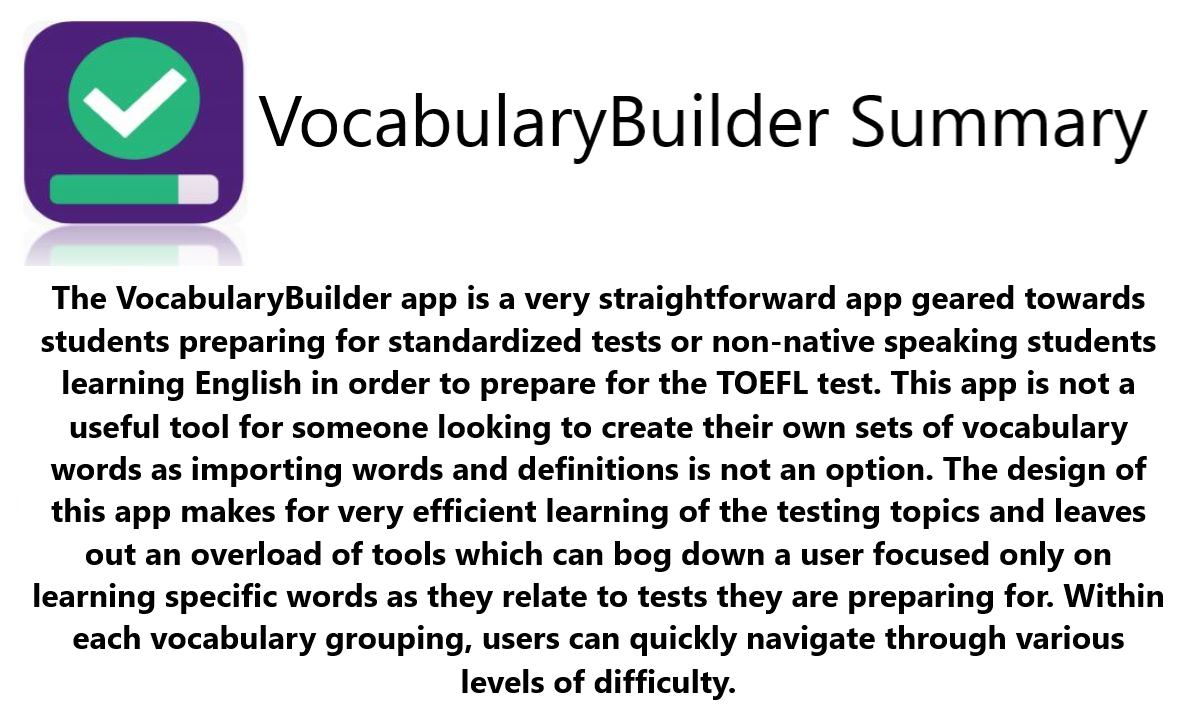 VocabularyBuilder Summary
The VocabularyBuilder app is a very straightforward app geared towards
students preparing for standardized tests or non-native speaking students
learning English in order to prepare for the TOEFL test. This app is not a
useful tool for someone looking to create their own sets of vocabulary
words as importing words and definitions is not an option. The design of
this app makes for very efficient learning of the testing topics and leaves
out an overload of tools which can bog down a user focused only on
learning specific words as they relate to tests they are preparing for. Within
each vocabulary grouping, users can quickly navigate through various
levels of difficulty.